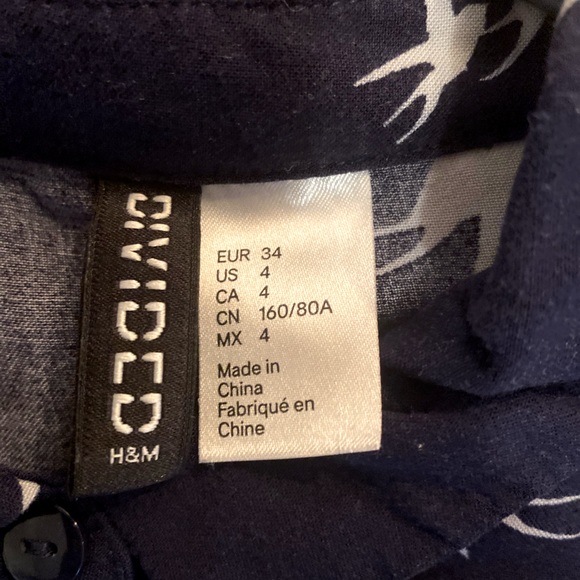 DIVIDED
H&M
EUR 34
US 4
CA 4
CN 160/80A
MX 4
Made in
China
Fabriqué en
Chine